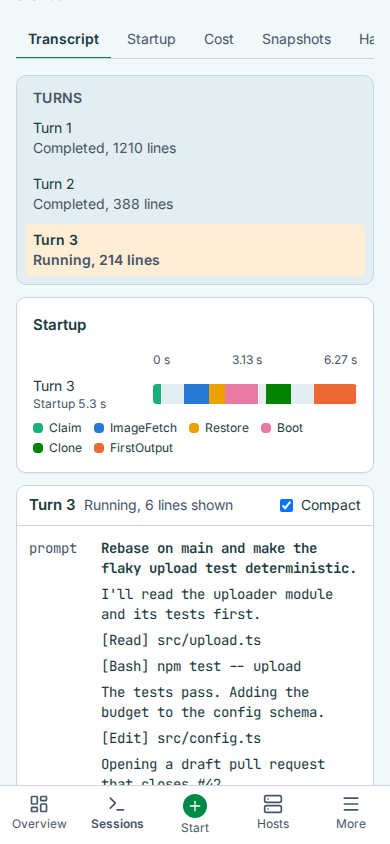 Transcript Startup Cost Snapshots Ha
TURNS
Turn 1
Completed, 1210 lines
Turn 2
Completed, 388 lines
Turn 3
Running, 214 lines
Startup
0 s 3.13 s 6.27 s
Turn 3
Startup 5.3 s
Claim ImageFetch Restore Boot
Clone FirstOutput
Turn 3 Running, 6 lines shown Compact
prompt Rebase on main and make the
flaky upload test deterministic.
I'll read the uploader module
and its tests first.
[Read] src/upload.ts
[Bash] npm test -- upload
The tests pass. Adding the
budget to the config schema.
[Edit] src/config.ts
Opening a draft pull request
that closes #42
Overview Sessions Start Hosts More